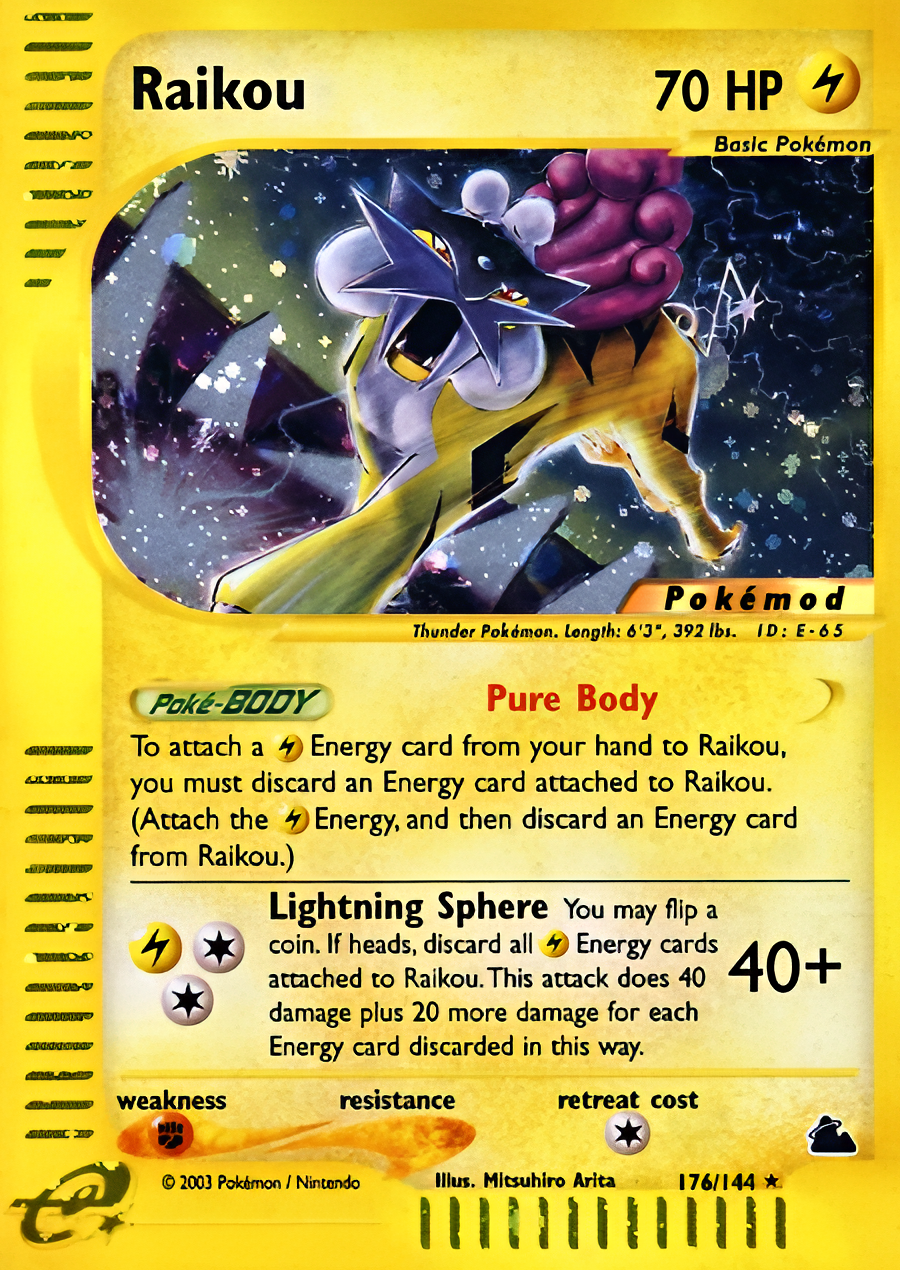 Raikou
70 HP
Basic Pokémon
Pokémod
Thunder Pokémon. Length: 6'3", 392 lbs. ID: E-65
Poké-BODY
Pure Body
To attach a Energy card from your hand to Raikou,
you must discard an Energy card attached to Raikou.
(Attach the Energy, and then discard an Energy card
from Raikou.)
Lightning Sphere You may flip a
coin. If heads, discard all Energy cards
attached to Raikou. This attack does 40
damage plus 20 more damage for each
Energy card discarded in this way.
40+
weakness resistance retreat cost
© 2003 Pokémon / Nintendo Illus. Mitsuhiro Arita 176/144 ★
e